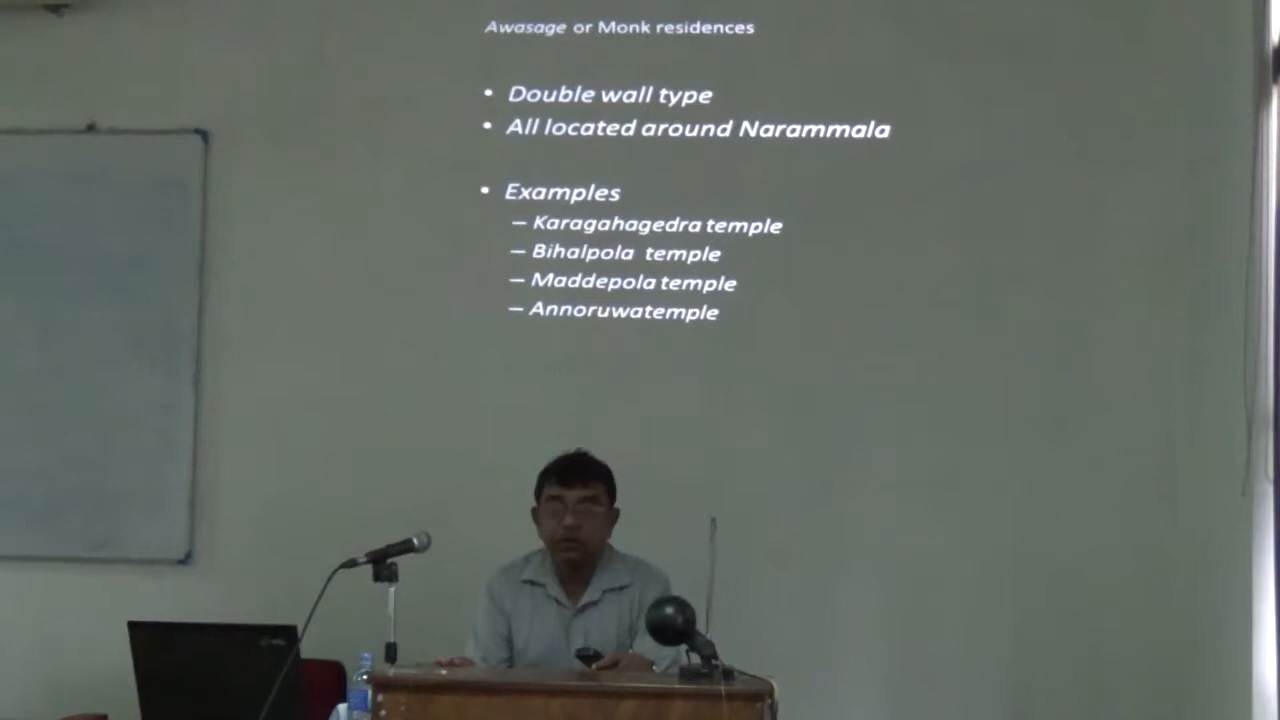 Awasage or Monk residences
• Double wall type
• All located around Narammala
• Examples
– Karagahagedra temple
– Bihalpola temple
– Maddepola temple
– Annoruwatemple